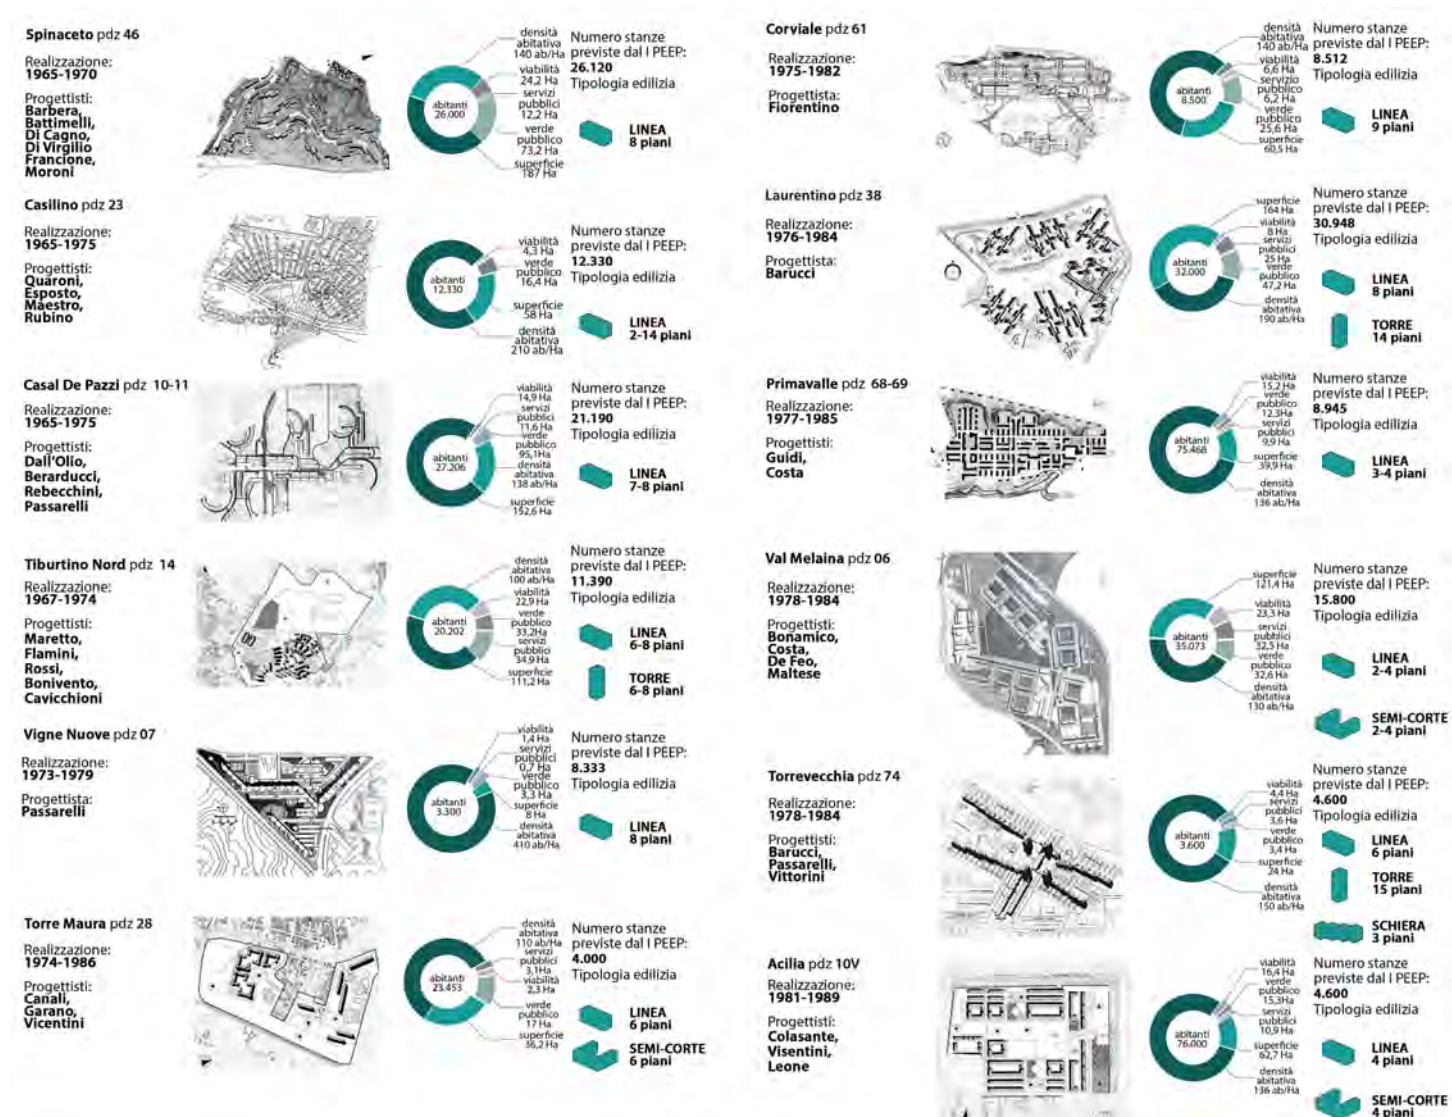 Spinaceto pdz 46
Realizzazione:
1965-1970
Progettisti:
Barbera,
Battimelli,
Di Cagno,
Di Virgilio
Francione,
Moroni
abitanti
26.000
densità
abitativa
140 ab/Ha
viabilità
24,2 Ha
servizi
pubblici
12,2 Ha
verde
pubblico
73,2 Ha
superficie
187 Ha
Numero stanze
previste dal I PEEP:
26.120
Tipologia edilizia
LINEA
8 piani
Casilino pdz 23
Realizzazione:
1965-1975
Progettisti:
Quaroni,
Esposto,
Maestro,
Rubino
abitanti
12.330
viabilità
4,3 Ha
verde
pubblico
16,4 Ha
superficie
58 Ha
densità
abitativa
210 ab/Ha
Numero stanze
previste dal I PEEP:
12.330
Tipologia edilizia
LINEA
2-14 piani
Casal De Pazzi pdz 10-11
Realizzazione:
1965-1975
Progettisti:
Dall'Olio,
Berarducci,
Rebecchini,
Passarelli
abitanti
27.206
viabilità
14,9 Ha
servizi
pubblici
11,6 Ha
verde
pubblico
95,1Ha
densità
abitativa
138 ab/Ha
superficie
152,6 Ha
Numero stanze
previste dal I PEEP:
21.190
Tipologia edilizia
LINEA
7-8 piani
Tiburtino Nord pdz 14
Realizzazione:
1967-1974
Progettisti:
Maretto,
Flamini,
Rossi,
Bonivento,
Cavicchioni
abitanti
20.202
densità
abitativa
100 ab/Ha
viabilità
22,9 Ha
verde
pubblico
33,2Ha
servizi
pubblici
34,9 Ha
superficie
111,2 Ha
Numero stanze
previste dal I PEEP:
11.390
Tipologia edilizia
LINEA
6-8 piani
TORRE
6-8 piani
Vigne Nuove pdz 07
Realizzazione:
1973-1979
Progettista:
Passarelli
abitanti
3.300
viabilità
1,4 Ha
servizi
pubblici
0,7 Ha
verde
pubblico
3,3 Ha
superficie
8 Ha
densità
abitativa
410 ab/Ha
Numero stanze
previste dal I PEEP:
8.333
Tipologia edilizia
LINEA
8 piani
Torre Maura pdz 28
Realizzazione:
1974-1986
Progettisti:
Canali,
Garano,
Vicentini
abitanti
23.453
densità
abitativa
110 ab/Ha
servizi
pubblici
3,1Ha
viabilità
2,3 Ha
verde
pubblico
17 Ha
superficie
36,2 Ha
Numero stanze
previste dal I PEEP:
4.000
Tipologia edilizia
LINEA
6 piani
SEMI-CORTE
6 piani
Corviale pdz 61
Realizzazione:
1975-1982
Progettista:
Fiorentino
abitanti
8.500
densità
abitativa
140 ab/Ha
viabilità
6,6 Ha
servizio
pubblico
6,2 Ha
verde
pubblico
25,6 Ha
superficie
60,5 Ha
Numero stanze
previste dal I PEEP:
8.512
Tipologia edilizia
LINEA
9 piani
Laurentino pdz 38
Realizzazione:
1976-1984
Progettista:
Barucci
abitanti
32.000
superficie
164 Ha
viabilità
8 Ha
servizi
pubblici
25 Ha
verde
pubblico
47,2 Ha
densità
abitativa
190 ab/Ha
Numero stanze
previste dal I PEEP:
30.948
Tipologia edilizia
LINEA
8 piani
TORRE
14 piani
Primavalle pdz 68-69
Realizzazione:
1977-1985
Progettisti:
Guidi,
Costa
abitanti
75.468
viabilità
15,2 Ha
verde
pubblico
12.3Ha
servizi
pubblici
9,9 Ha
superficie
39,9 Ha
densità
abitativa
136 ab/Ha
Numero stanze
previste dal I PEEP:
8.945
Tipologia edilizia
LINEA
3-4 piani
Val Melaina pdz 06
Realizzazione:
1978-1984
Progettisti:
Bonamico,
Costa,
De Feo,
Maltese
abitanti
35.073
superficie
121,4 Ha
viabilità
23,3 Ha
servizi
pubblici
32,5 Ha
verde
pubblico
32,6 Ha
densità
abitativa
130 ab/Ha
Numero stanze
previste dal I PEEP:
15.800
Tipologia edilizia
LINEA
2-4 piani
SEMI-CORTE
2-4 piani
Torrevecchia pdz 74
Realizzazione:
1978-1984
Progettisti:
Barucci,
Passarelli,
Vittorini
abitanti
3.600
viabilità
4,4 Ha
servizi
pubblici
3,6 Ha
verde
pubblico
3,4 Ha
superficie
24 Ha
densità
abitativa
150 ab/Ha
Numero stanze
previste dal I PEEP:
4.600
Tipologia edilizia
LINEA
6 piani
TORRE
15 piani
SCHIERA
3 piani
Acilia pdz 10V
Realizzazione:
1981-1989
Progettisti:
Colasante,
Visentini,
Leone
abitanti
76.000
viabilità
16,4 Ha
verde
pubblico
15,3Ha
servizi
pubblici
10,9 Ha
superficie
62,7 Ha
densità
abitativa
136 ab/Ha
Numero stanze
previste dal I PEEP:
4.600
Tipologia edilizia
LINEA
4 piani
SEMI-CORTE
4 piani